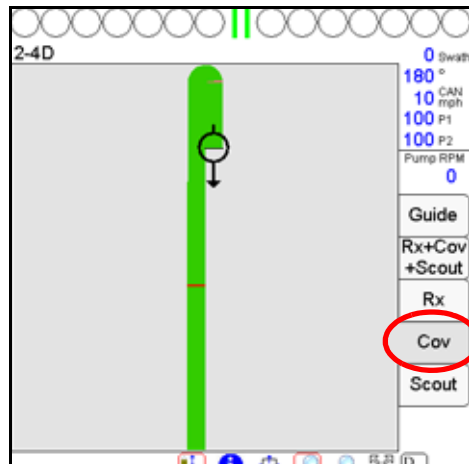 2-4D
0 Swath
180 °
10 CAN mph
100 P1
100 P2
Pump RPM
0
Guide
Rx+Cov
+Scout
Rx
Cov
Scout